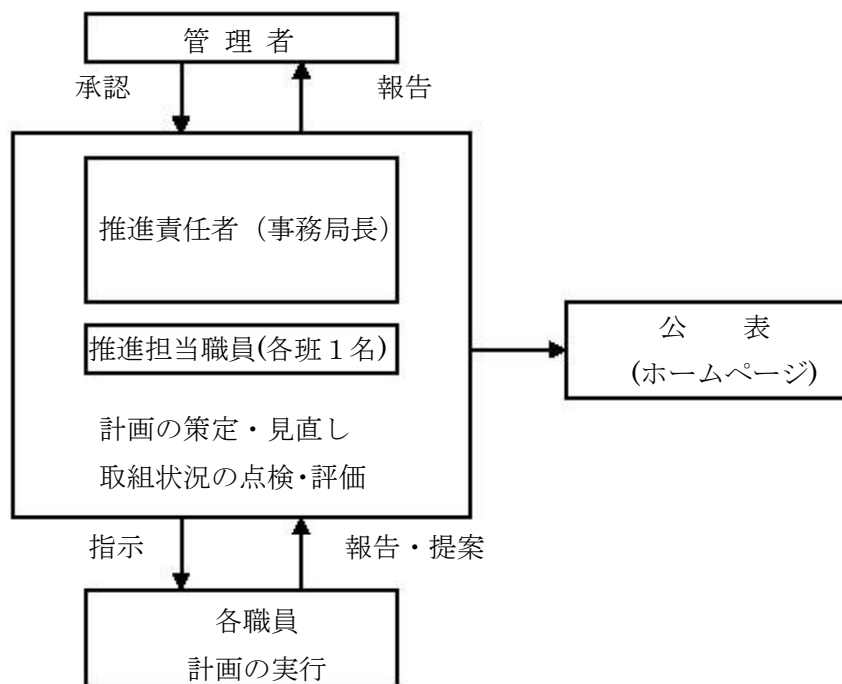 管 理 者
承認
報告
推進責任者（事務局長）
推進担当職員(各班１名)
計画の策定・見直し
取組状況の点検・評価
公　　表
(ホームページ)
指示
報告・提案
各職員
計画の実行